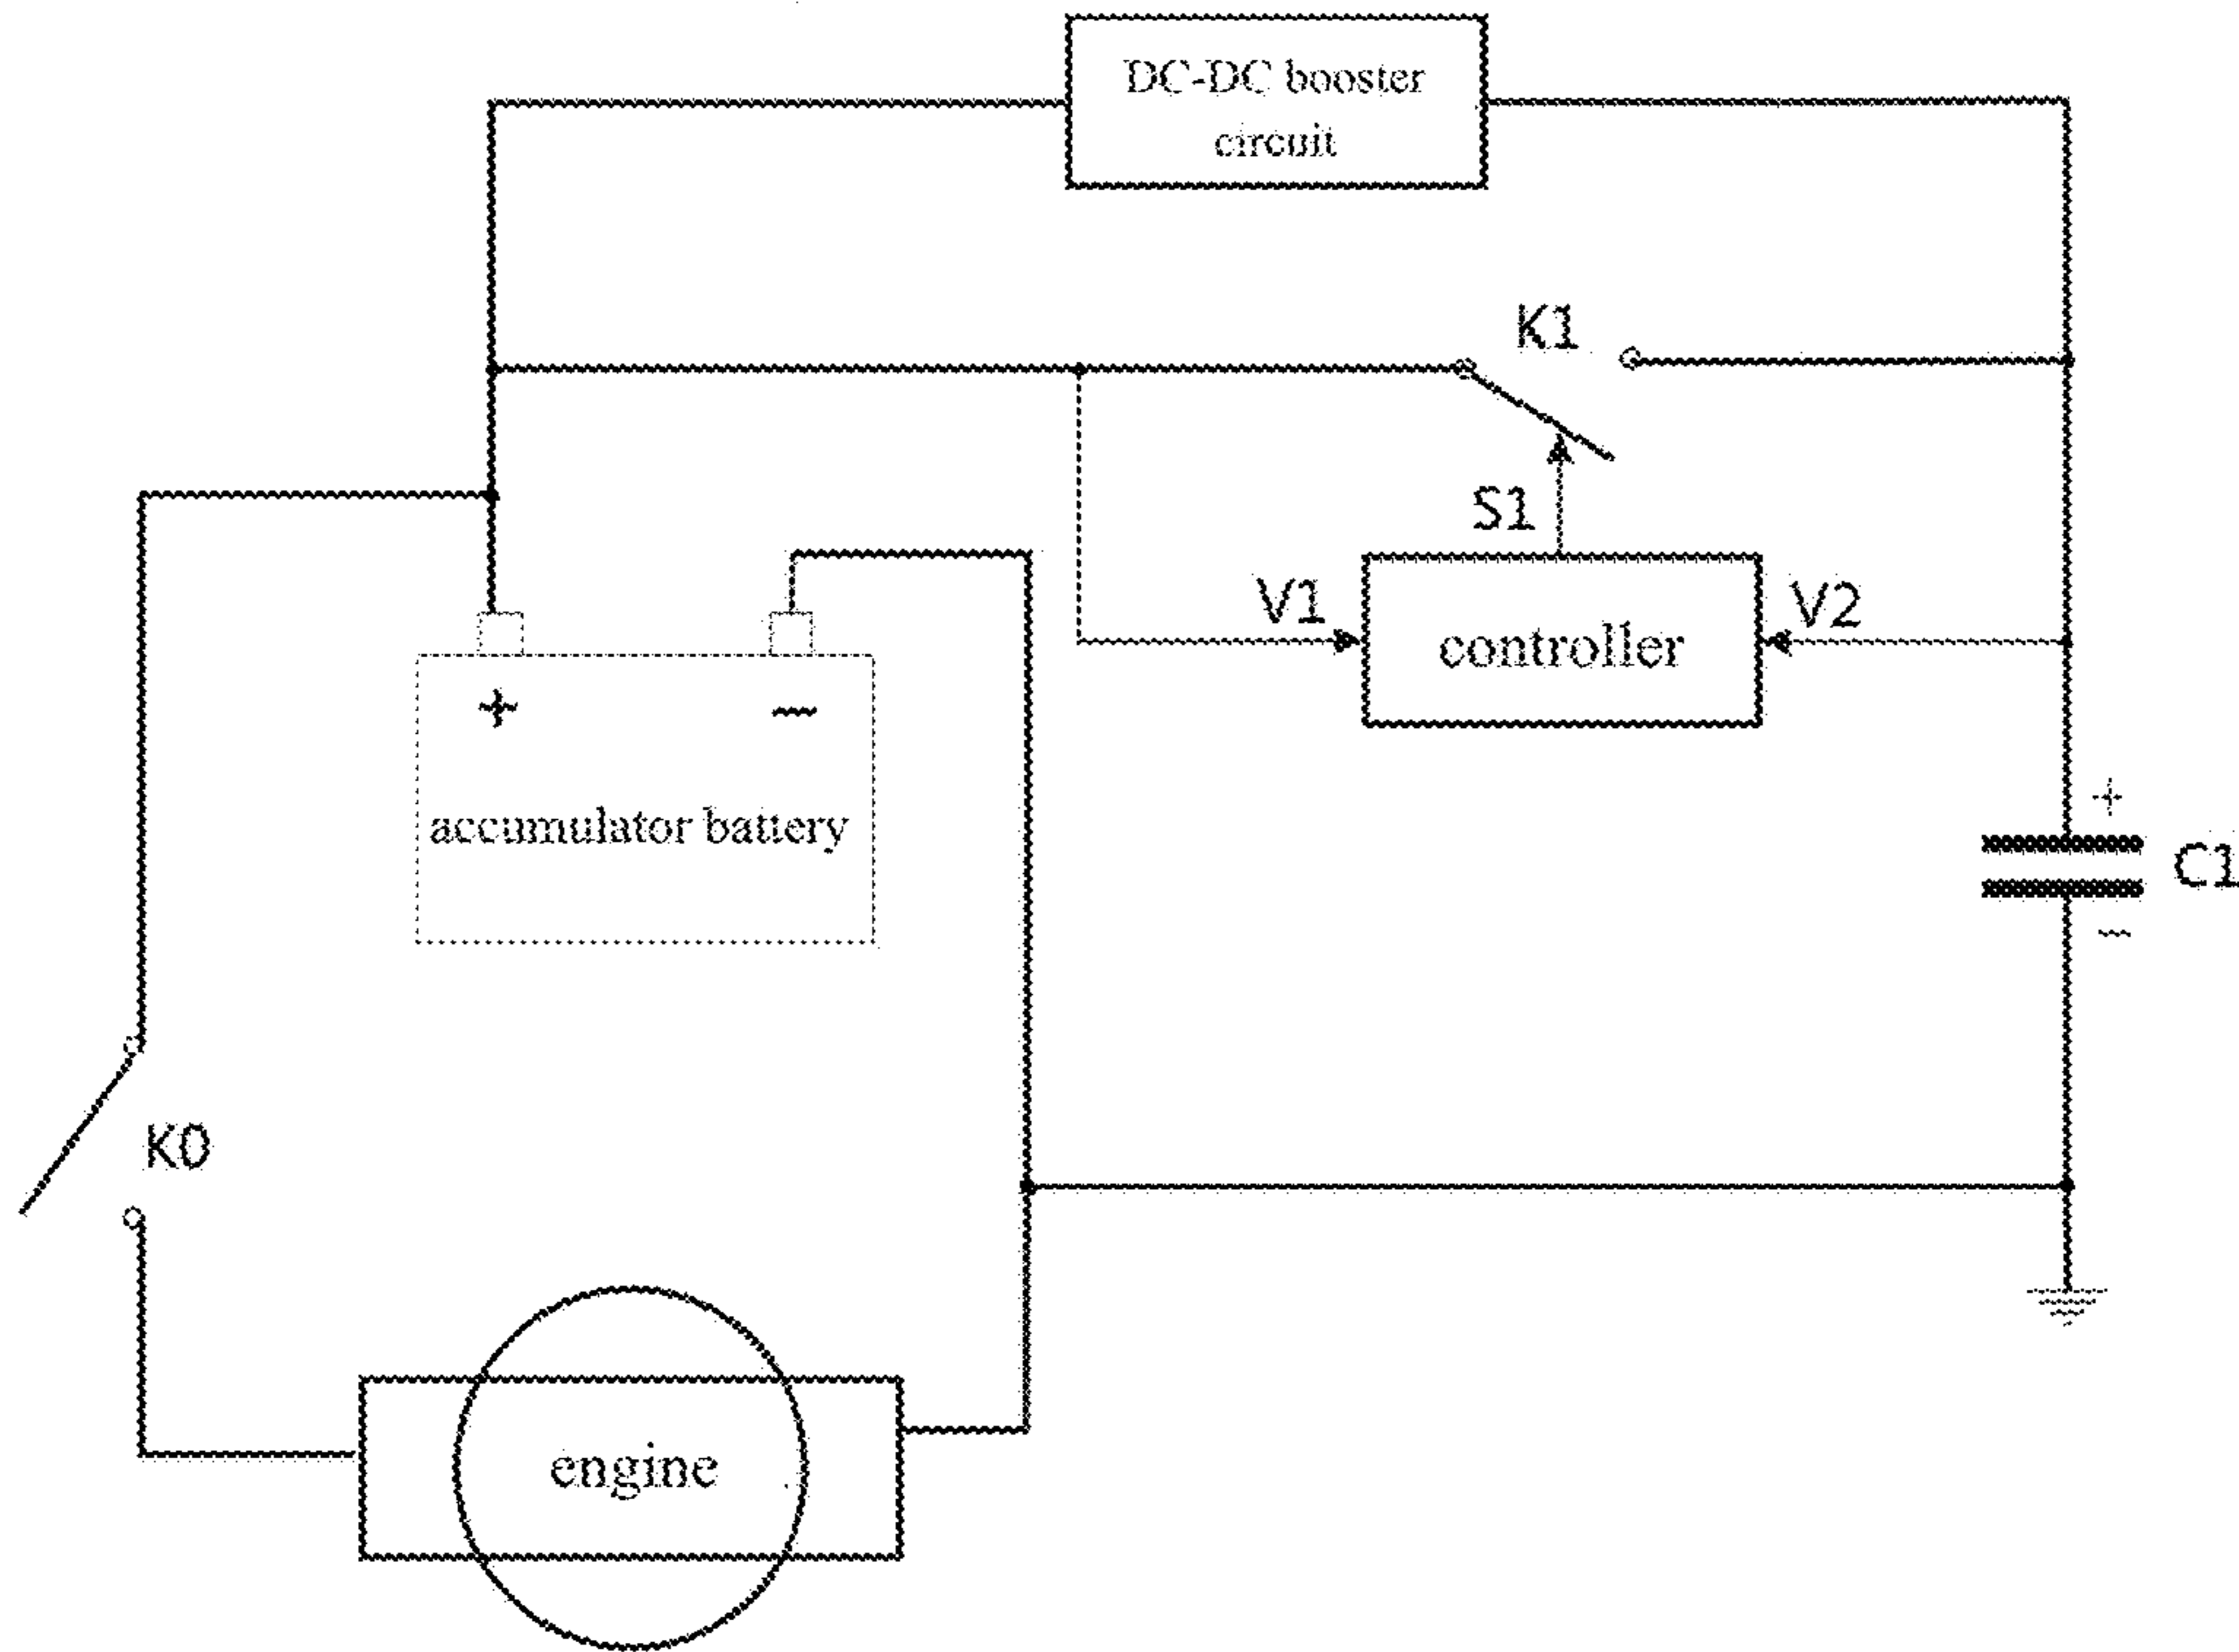 DC-DC booster
circuit
K1
S1
V1
controller
V2
+
−
accumulator battery
+
C1
−
K0
engine